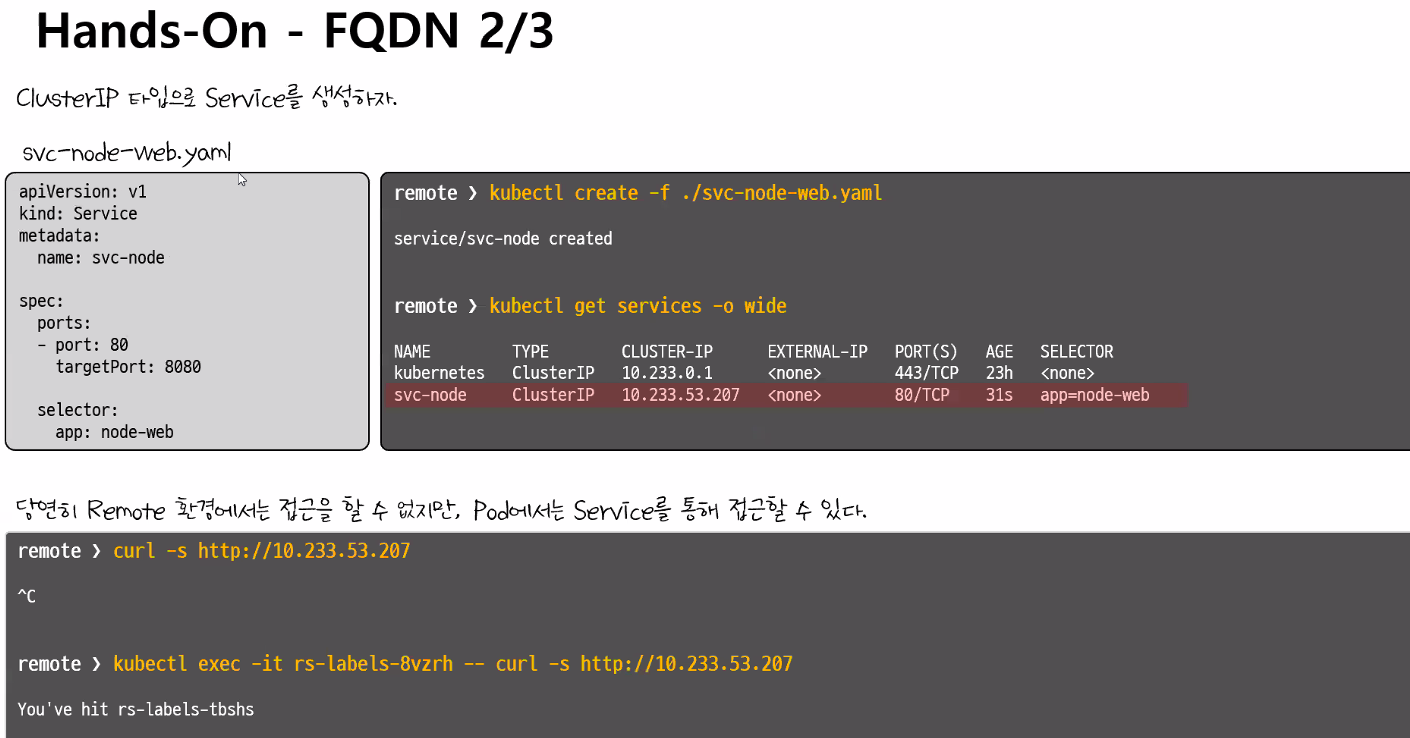 Hands-On - FQDN 2/3
ClusterIP 타입으로 Service를 생성하자.
svc-node-web.yaml
apiVersion: v1
kind: Service
metadata:
  name: svc-node
spec:
  ports:
  - port: 80
    targetPort: 8080
  selector:
    app: node-web
remote ❯ kubectl create -f ./svc-node-web.yaml
service/svc-node created
remote ❯ kubectl get services -o wide
NAME TYPE CLUSTER-IP EXTERNAL-IP PORT(S) AGE SELECTOR
kubernetes ClusterIP 10.233.0.1 <none> 443/TCP 23h <none>
svc-node ClusterIP 10.233.53.207 <none> 80/TCP 31s app=node-web
당연히 Remote 환경에서는 접근을 할 수 없지만, Pod에서는 Service를 통해 접근할 수 있다.
remote ❯ curl -s http://10.233.53.207
^C
remote ❯ kubectl exec -it rs-labels-8vzrh -- curl -s http://10.233.53.207
You've hit rs-labels-tbshs